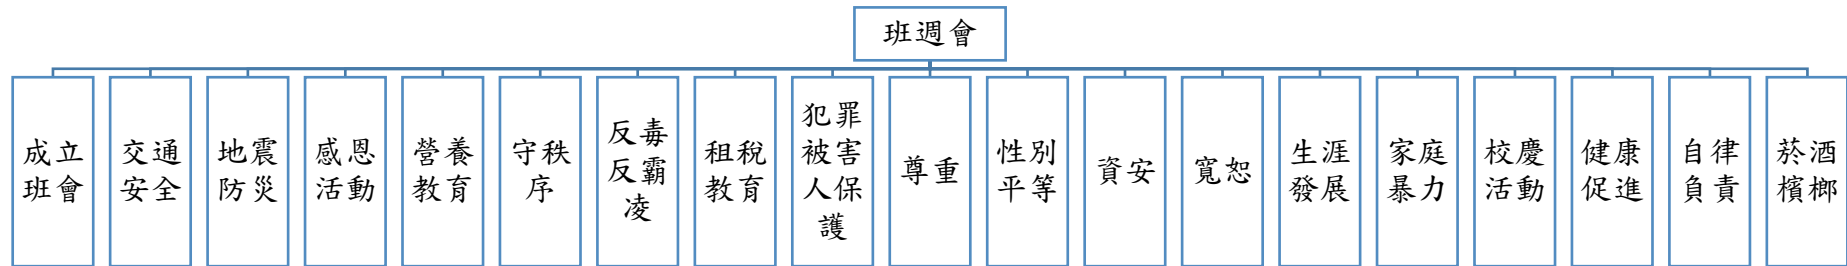 班週會
成立
班會
交通
安全
地震
防災
感恩
活動
營養
教育
守秩
序
反毒
反霸
凌
租稅
教育
犯罪
被害
人保
護
尊重
性別
平等
資安
寬恕
生涯
發展
家庭
暴力
校慶
活動
健康
促進
自律
負責
菸酒
檳榔